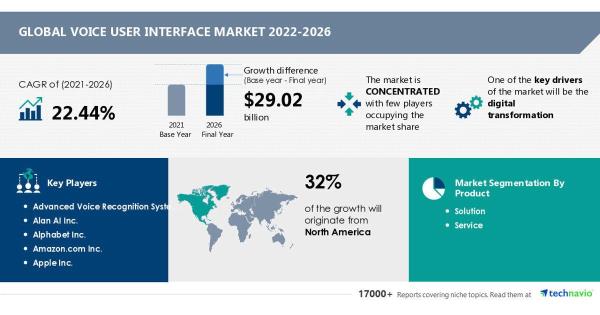 GLOBAL VOICE USER INTERFACE MARKET 2022-2026
CAGR of (2021-2026)
22.44%
2021
Base Year
2026
Final Year
Growth difference
(Base year - Final year)
$29.02
billion
The market is
CONCENTRATED
with few players
occupying the
market share
One of the key drivers
of the market will be the
digital
transformation
Key Players
• Advanced Voice Recognition Syste
• Alan AI Inc.
• Alphabet Inc.
• Amazon.com Inc.
• Apple Inc.
32%
of the growth will
originate from
North America
Market Segmentation By
Product
• Solution
• Service
17000+ Reports covering niche topics. Read them at technavio